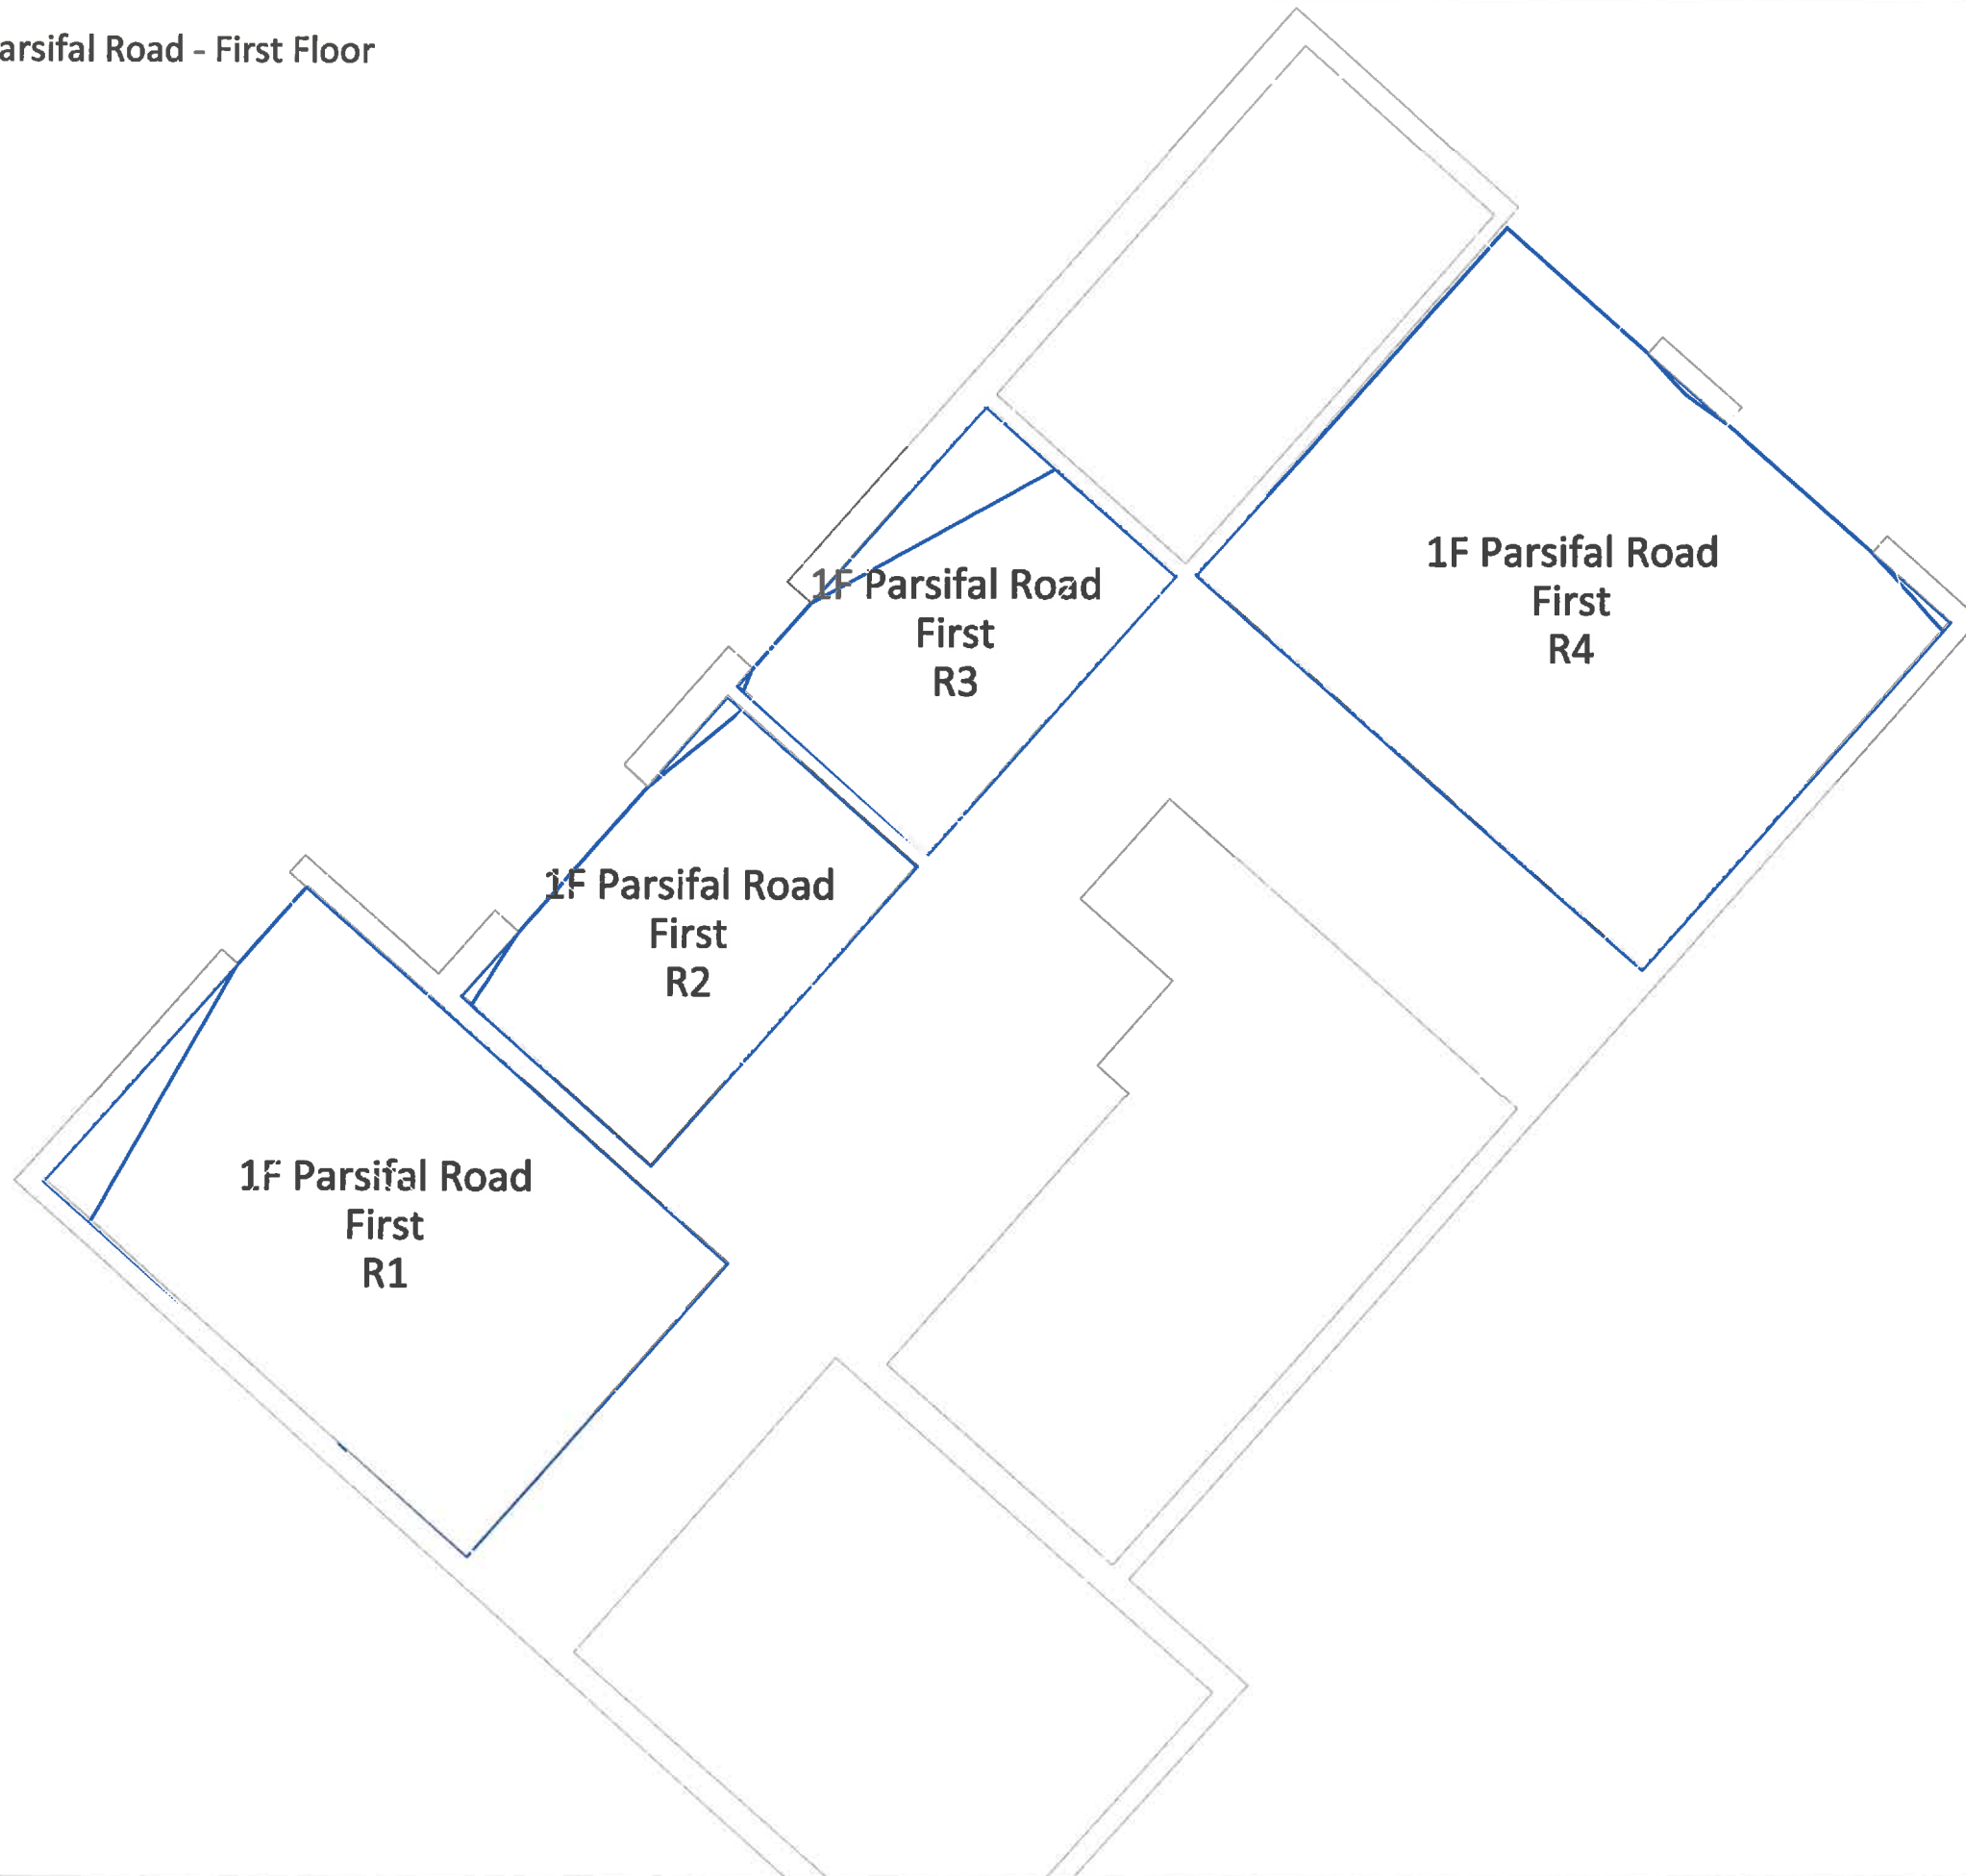 arsifal Road - First Floor
1F Parsifal Road
First
R4
1F Parsifal Road
First
R3
1F Parsifal Road
First
R2
1F Parsifal Road
First
R1